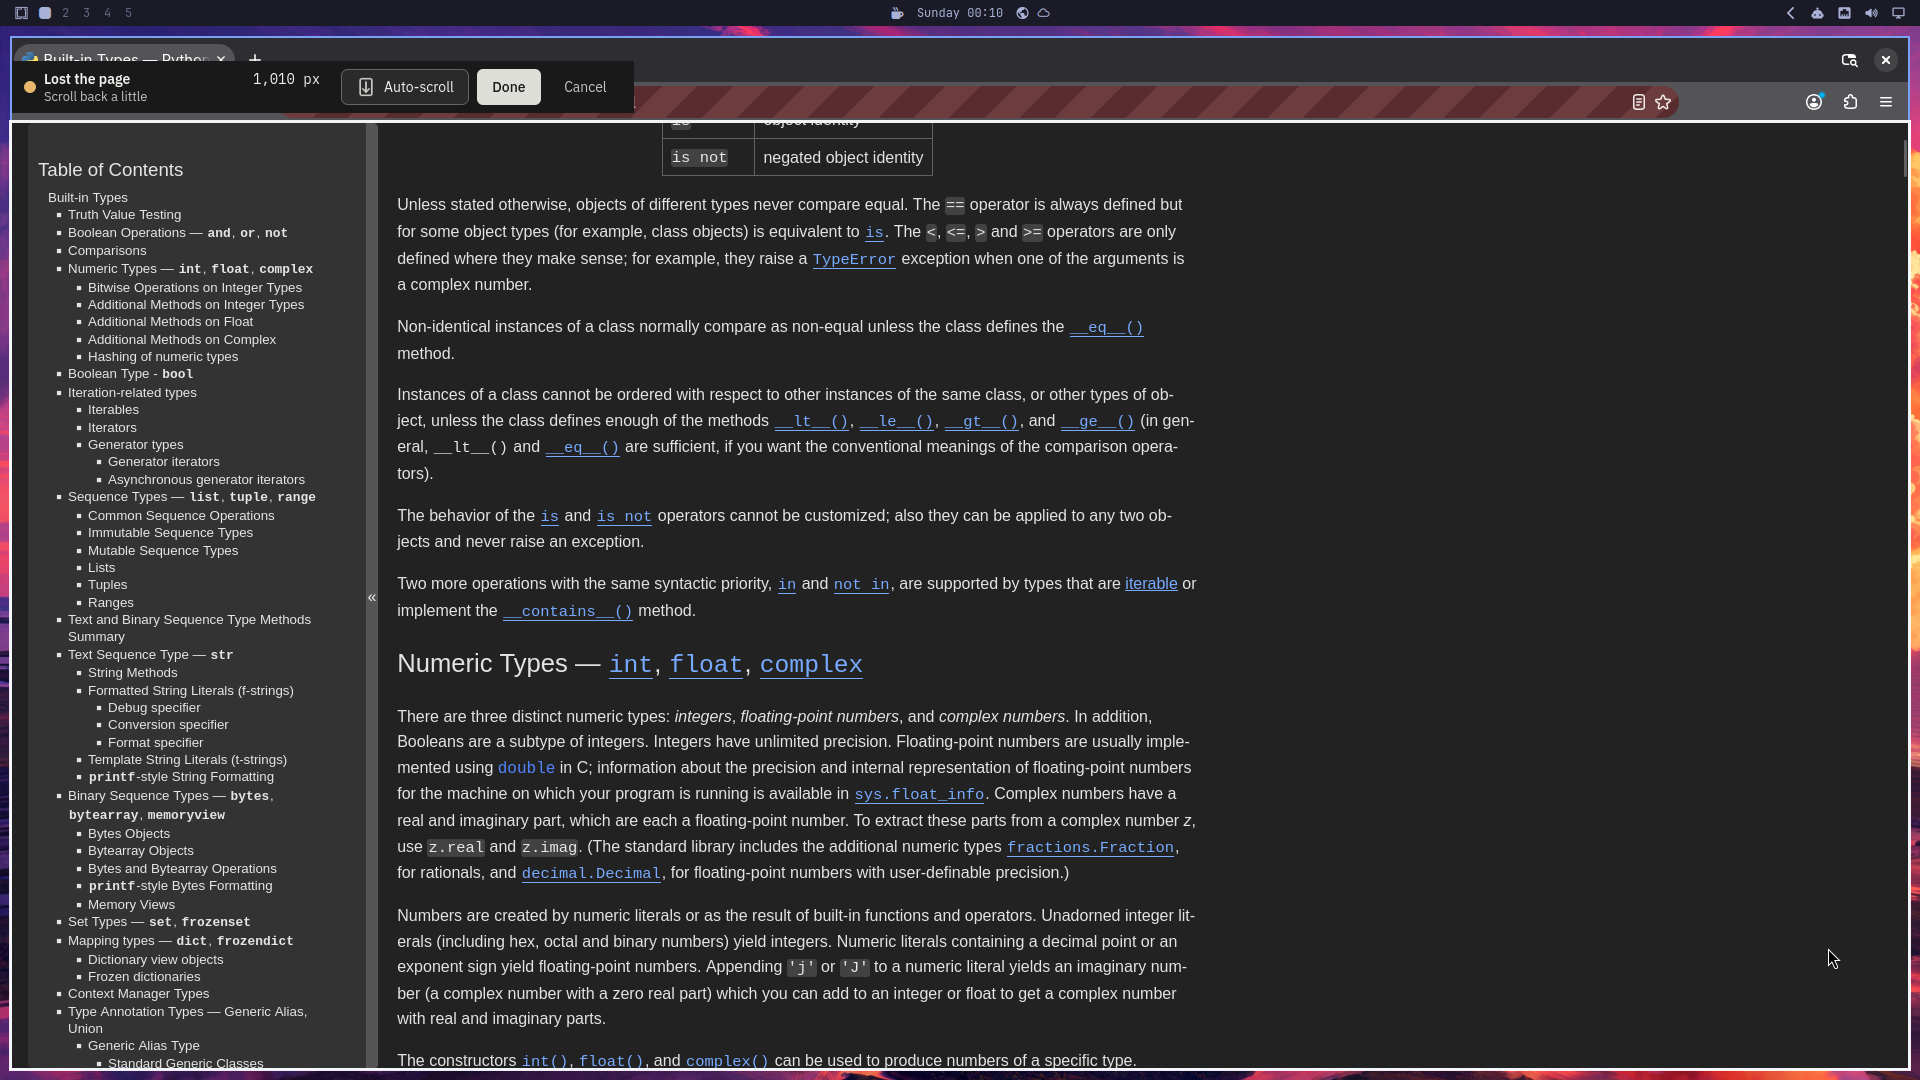 2 3 4 5
Sunday 00:10
Built-in Types — Python
Lost the page
Scroll back a little
1,010 px
Auto-scroll
Done
Cancel
Table of Contents
Built-in Types
Truth Value Testing
Boolean Operations — and, or, not
Comparisons
Numeric Types — int, float, complex
Bitwise Operations on Integer Types
Additional Methods on Integer Types
Additional Methods on Float
Additional Methods on Complex
Hashing of numeric types
Boolean Type - bool
Iteration-related types
Iterables
Iterators
Generator types
Generator iterators
Asynchronous generator iterators
Sequence Types — list, tuple, range
Common Sequence Operations
Immutable Sequence Types
Mutable Sequence Types
Lists
Tuples
Ranges
Text and Binary Sequence Type Methods
Summary
Text Sequence Type — str
String Methods
Formatted String Literals (f-strings)
Debug specifier
Conversion specifier
Format specifier
Template String Literals (t-strings)
printf-style String Formatting
Binary Sequence Types — bytes,
bytearray, memoryview
Bytes Objects
Bytearray Objects
Bytes and Bytearray Operations
printf-style Bytes Formatting
Memory Views
Set Types — set, frozenset
Mapping types — dict, frozendict
Dictionary view objects
Frozen dictionaries
Context Manager Types
Type Annotation Types — Generic Alias,
Union
Generic Alias Type
Standard Generic Classes
«
is object identity
is not negated object identity
Unless stated otherwise, objects of different types never compare equal. The == operator is always defined but
for some object types (for example, class objects) is equivalent to is. The <, <=, > and >= operators are only
defined where they make sense; for example, they raise a TypeError exception when one of the arguments is
a complex number.
Non-identical instances of a class normally compare as non-equal unless the class defines the __eq__()
method.
Instances of a class cannot be ordered with respect to other instances of the same class, or other types of ob-
ject, unless the class defines enough of the methods __lt__(), __le__(), __gt__(), and __ge__() (in gen-
eral, __lt__() and __eq__() are sufficient, if you want the conventional meanings of the comparison opera-
tors).
The behavior of the is and is not operators cannot be customized; also they can be applied to any two ob-
jects and never raise an exception.
Two more operations with the same syntactic priority, in and not in, are supported by types that are iterable or
implement the __contains__() method.
Numeric Types — int, float, complex
There are three distinct numeric types: integers, floating-point numbers, and complex numbers. In addition,
Booleans are a subtype of integers. Integers have unlimited precision. Floating-point numbers are usually imple-
mented using double in C; information about the precision and internal representation of floating-point numbers
for the machine on which your program is running is available in sys.float_info. Complex numbers have a
real and imaginary part, which are each a floating-point number. To extract these parts from a complex number z,
use z.real and z.imag. (The standard library includes the additional numeric types fractions.Fraction,
for rationals, and decimal.Decimal, for floating-point numbers with user-definable precision.)
Numbers are created by numeric literals or as the result of built-in functions and operators. Unadorned integer lit-
erals (including hex, octal and binary numbers) yield integers. Numeric literals containing a decimal point or an
exponent sign yield floating-point numbers. Appending 'j' or 'J' to a numeric literal yields an imaginary num-
ber (a complex number with a zero real part) which you can add to an integer or float to get a complex number
with real and imaginary parts.
The constructors int(), float(), and complex() can be used to produce numbers of a specific type.